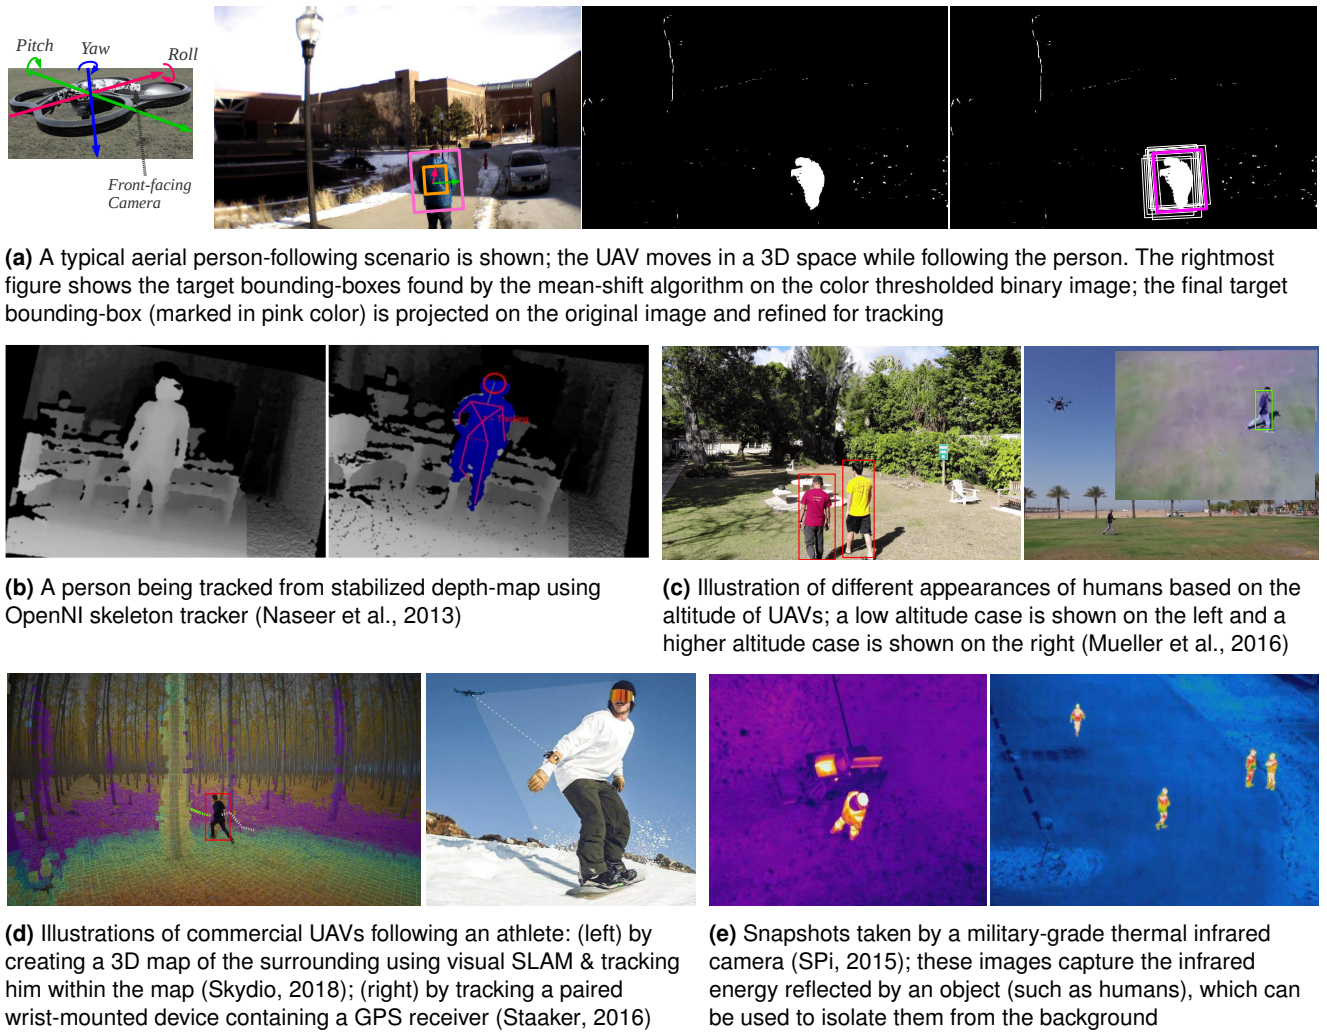 Pitch
Yaw
Roll
Front-facing
Camera
(a) A typical aerial person-following scenario is shown; the UAV moves in a 3D space while following the person. The rightmost
figure shows the target bounding-boxes found by the mean-shift algorithm on the color thresholded binary image; the final target
bounding-box (marked in pink color) is projected on the original image and refined for tracking
(b) A person being tracked from stabilized depth-map using
OpenNI skeleton tracker (Naseer et al., 2013)
(c) Illustration of different appearances of humans based on the
altitude of UAVs; a low altitude case is shown on the left and a
higher altitude case is shown on the right (Mueller et al., 2016)
(d) Illustrations of commercial UAVs following an athlete: (left) by
creating a 3D map of the surrounding using visual SLAM & tracking
him within the map (Skydio, 2018); (right) by tracking a paired
wrist-mounted device containing a GPS receiver (Staaker, 2016)
(e) Snapshots taken by a military-grade thermal infrared
camera (SPi, 2015); these images capture the infrared
energy reflected by an object (such as humans), which can
be used to isolate them from the background